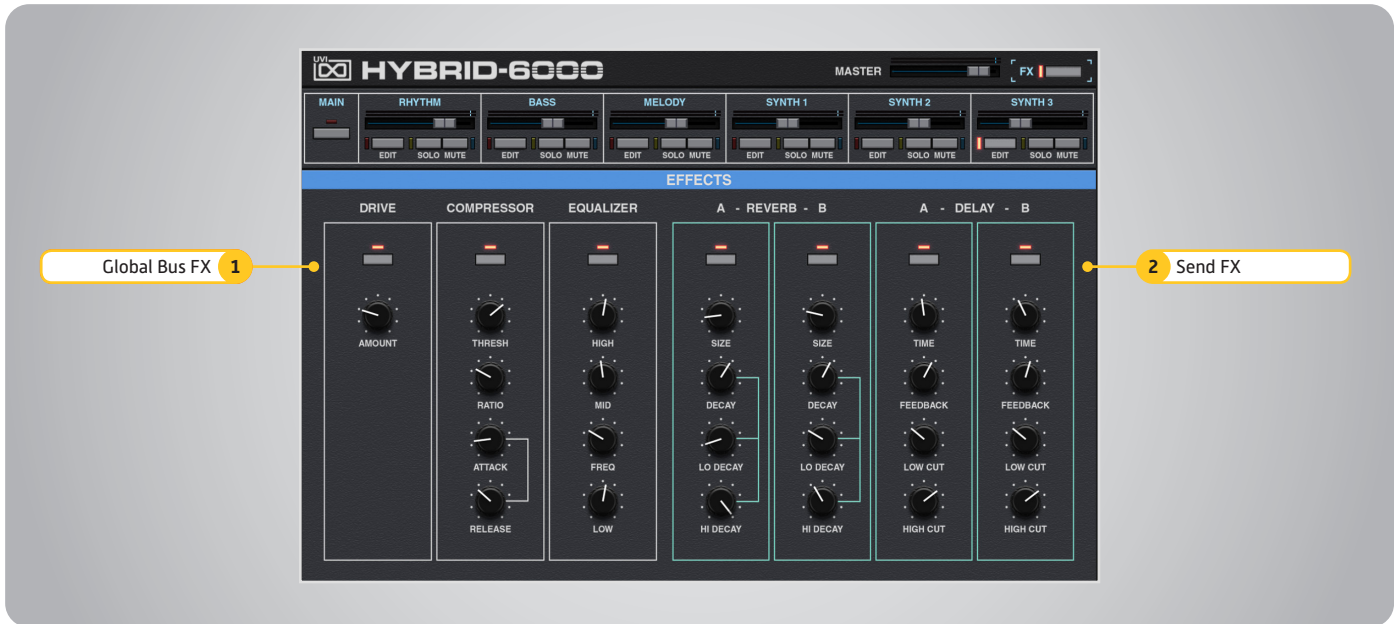 UVI HYBRID-6000
MASTER
FX
MAIN RHYTHM BASS MELODY SYNTH 1 SYNTH 2 SYNTH 3
EDIT SOLO MUTE EDIT SOLO MUTE EDIT SOLO MUTE EDIT SOLO MUTE EDIT SOLO MUTE EDIT SOLO MUTE
EFFECTS
DRIVE COMPRESSOR EQUALIZER A - REVERB - B A - DELAY - B
Global Bus FX 1
2 Send FX
AMOUNT THRESH HIGH SIZE SIZE TIME TIME
RATIO MID DECAY DECAY FEEDBACK FEEDBACK
ATTACK FREQ LO DECAY LO DECAY LOW CUT LOW CUT
RELEASE LOW HI DECAY HI DECAY HIGH CUT HIGH CUT